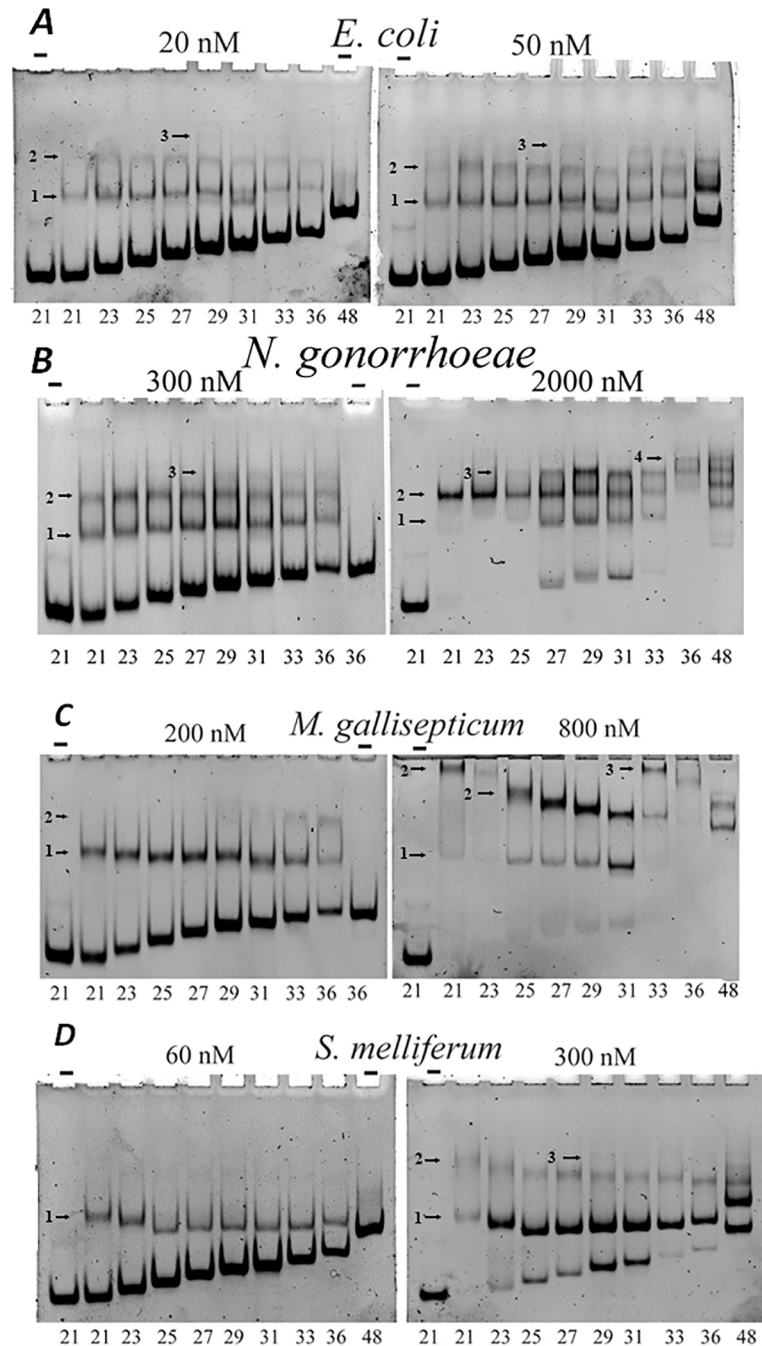 A
E. coli
20 nM
50 nM
– – –
3→ 3→
2→ 2→
1→ 1→
21 21 23 25 27 29 31 33 36 48 21 21 23 25 27 29 31 33 36 48
B
N. gonorrhoeae
300 nM
2000 nM
– – –
4→
3→ 3→
2→ 2→
1→ 1→
21 21 23 25 27 29 31 33 36 36 21 21 23 25 27 29 31 33 36 48
C
200 nM
M. gallisepticum
800 nM
– – –
2→ 3→
2→ 2→
1→ 1→
21 21 23 25 27 29 31 33 36 36 21 21 23 25 27 29 31 33 36 48
D
60 nM
S. melliferum
300 nM
– – –
2→ 3→
1→ 1→
21 21 23 25 27 29 31 33 36 48 21 21 23 25 27 29 31 33 36 48